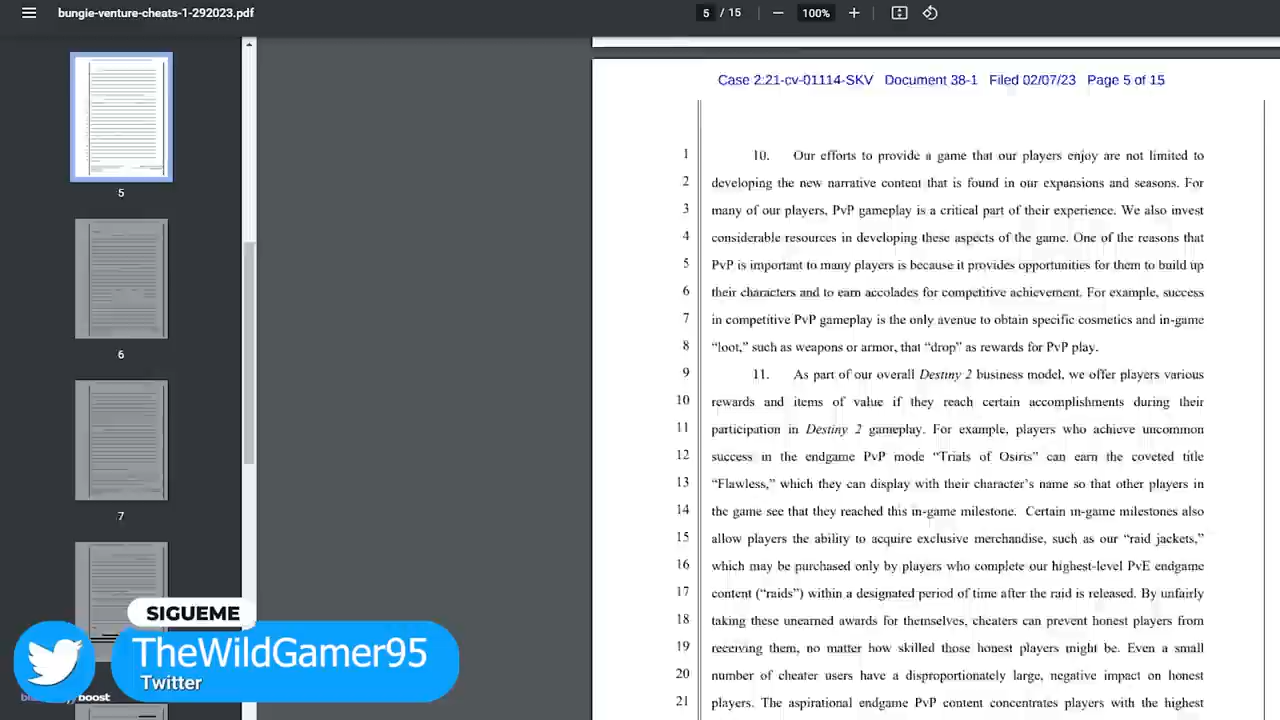 bungie-venture-cheats-1-292023.pdf
5 / 15
100%
5
6
7
Case 2:21-cv-01114-SKV Document 38-1 Filed 02/07/23 Page 5 of 15
1 10. Our efforts to provide a game that our players enjoy are not limited to
2 developing the new narrative content that is found in our expansions and seasons. For
3 many of our players, PvP gameplay is a critical part of their experience. We also invest
4 considerable resources in developing these aspects of the game. One of the reasons that
5 PvP is important to many players is because it provides opportunities for them to build up
6 their characters and to earn accolades for competitive achievement. For example, success
7 in competitive PvP gameplay is the only avenue to obtain specific cosmetics and in-game
8 “loot,” such as weapons or armor, that “drop” as rewards for PvP play.
9 11. As part of our overall Destiny 2 business model, we offer players various
10 rewards and items of value if they reach certain accomplishments during their
11 participation in Destiny 2 gameplay. For example, players who achieve uncommon
12 success in the endgame PvP mode “Trials of Osiris” can earn the coveted title
13 “Flawless,” which they can display with their character’s name so that other players in
14 the game see that they reached this in-game milestone. Certain in-game milestones also
15 allow players the ability to acquire exclusive merchandise, such as our “raid jackets,”
16 which may be purchased only by players who complete our highest-level PvE endgame
17 content (“raids”) within a designated period of time after the raid is released. By unfairly
18 taking these unearned awards for themselves, cheaters can prevent honest players from
19 receiving them, no matter how skilled those honest players might be. Even a small
20 number of cheater users have a disproportionately large, negative impact on honest
21 players. The aspirational endgame PvP content concentrates players with the highest
SIGUEME
TheWildGamer95
Twitter
boost